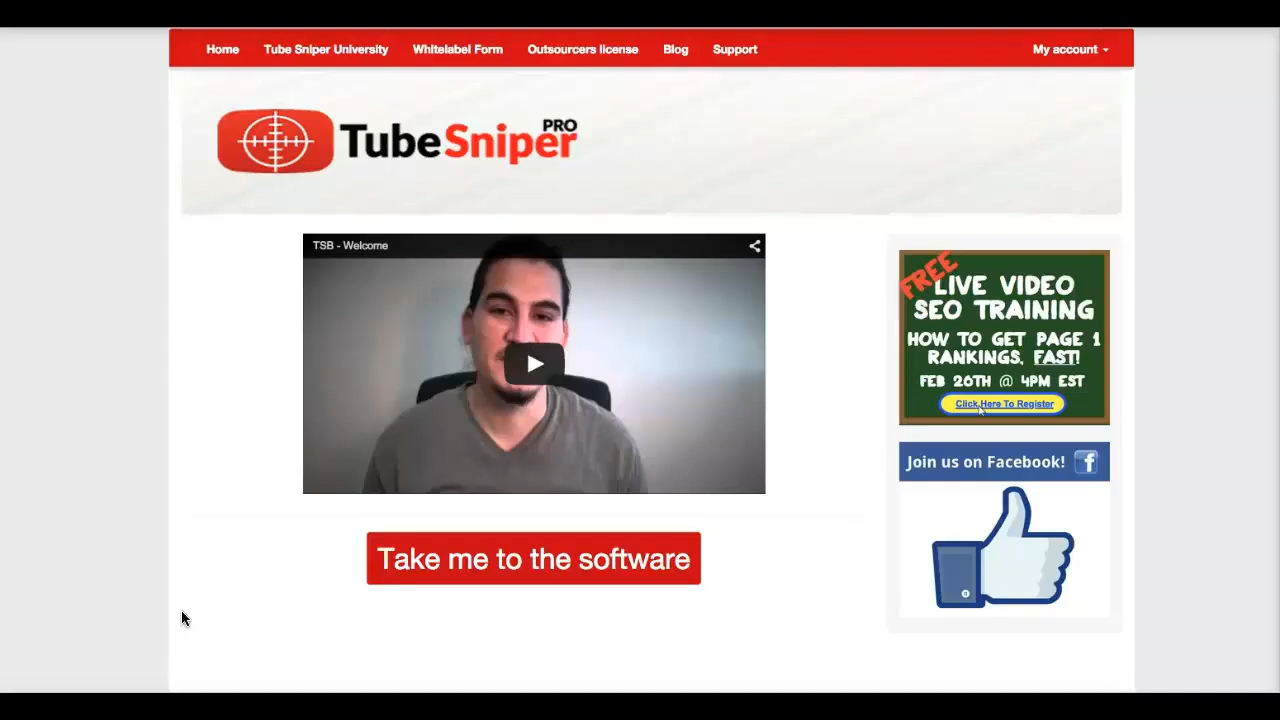 Home Tube Sniper University Whitelabel Form Outsourcers license Blog Support My account
TubeSniper PRO
TSB - Welcome
FREE
LIVE VIDEO
SEO TRAINING
HOW TO GET PAGE 1
RANKINGS, FAST!
FEB 26TH @ 4PM EST
Click Here To Register
Join us on Facebook! f
Take me to the software